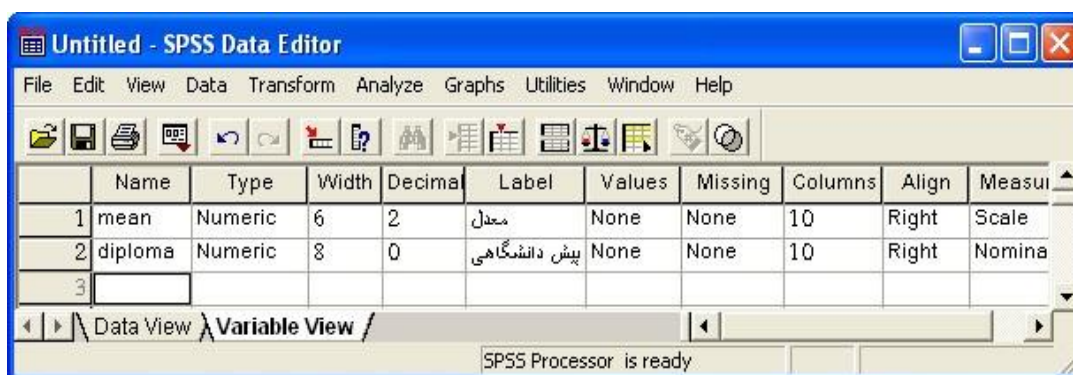 Untitled - SPSS Data Editor
File Edit View Data Transform Analyze Graphs Utilities Window Help
Name Type Width Decimal Label Values Missing Columns Align Measu
1 mean Numeric 6 2 معدل None None 10 Right Scale
2 diploma Numeric 8 0 پیش دانشگاهی None None 10 Right Nomina
3
Data View Variable View
SPSS Processor is ready